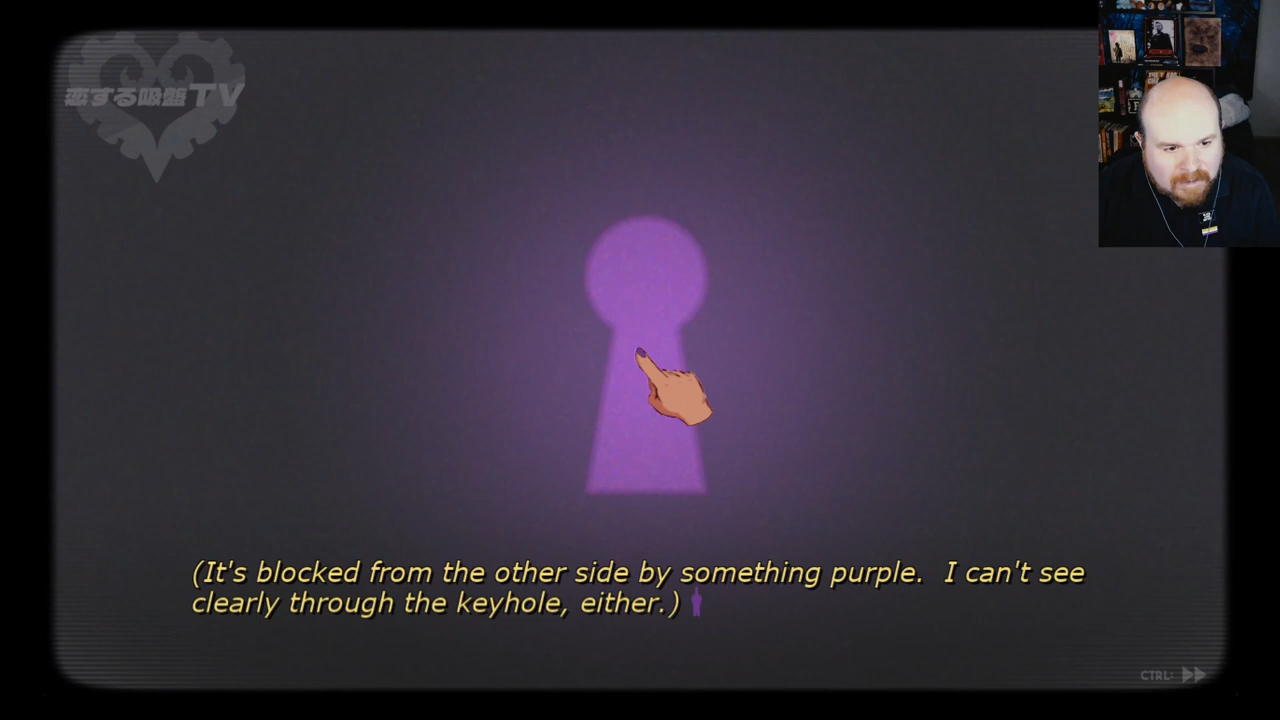 恋する吸盤TV
(It's blocked from the other side by something purple.  I can't see
clearly through the keyhole, either.)
CTRL: